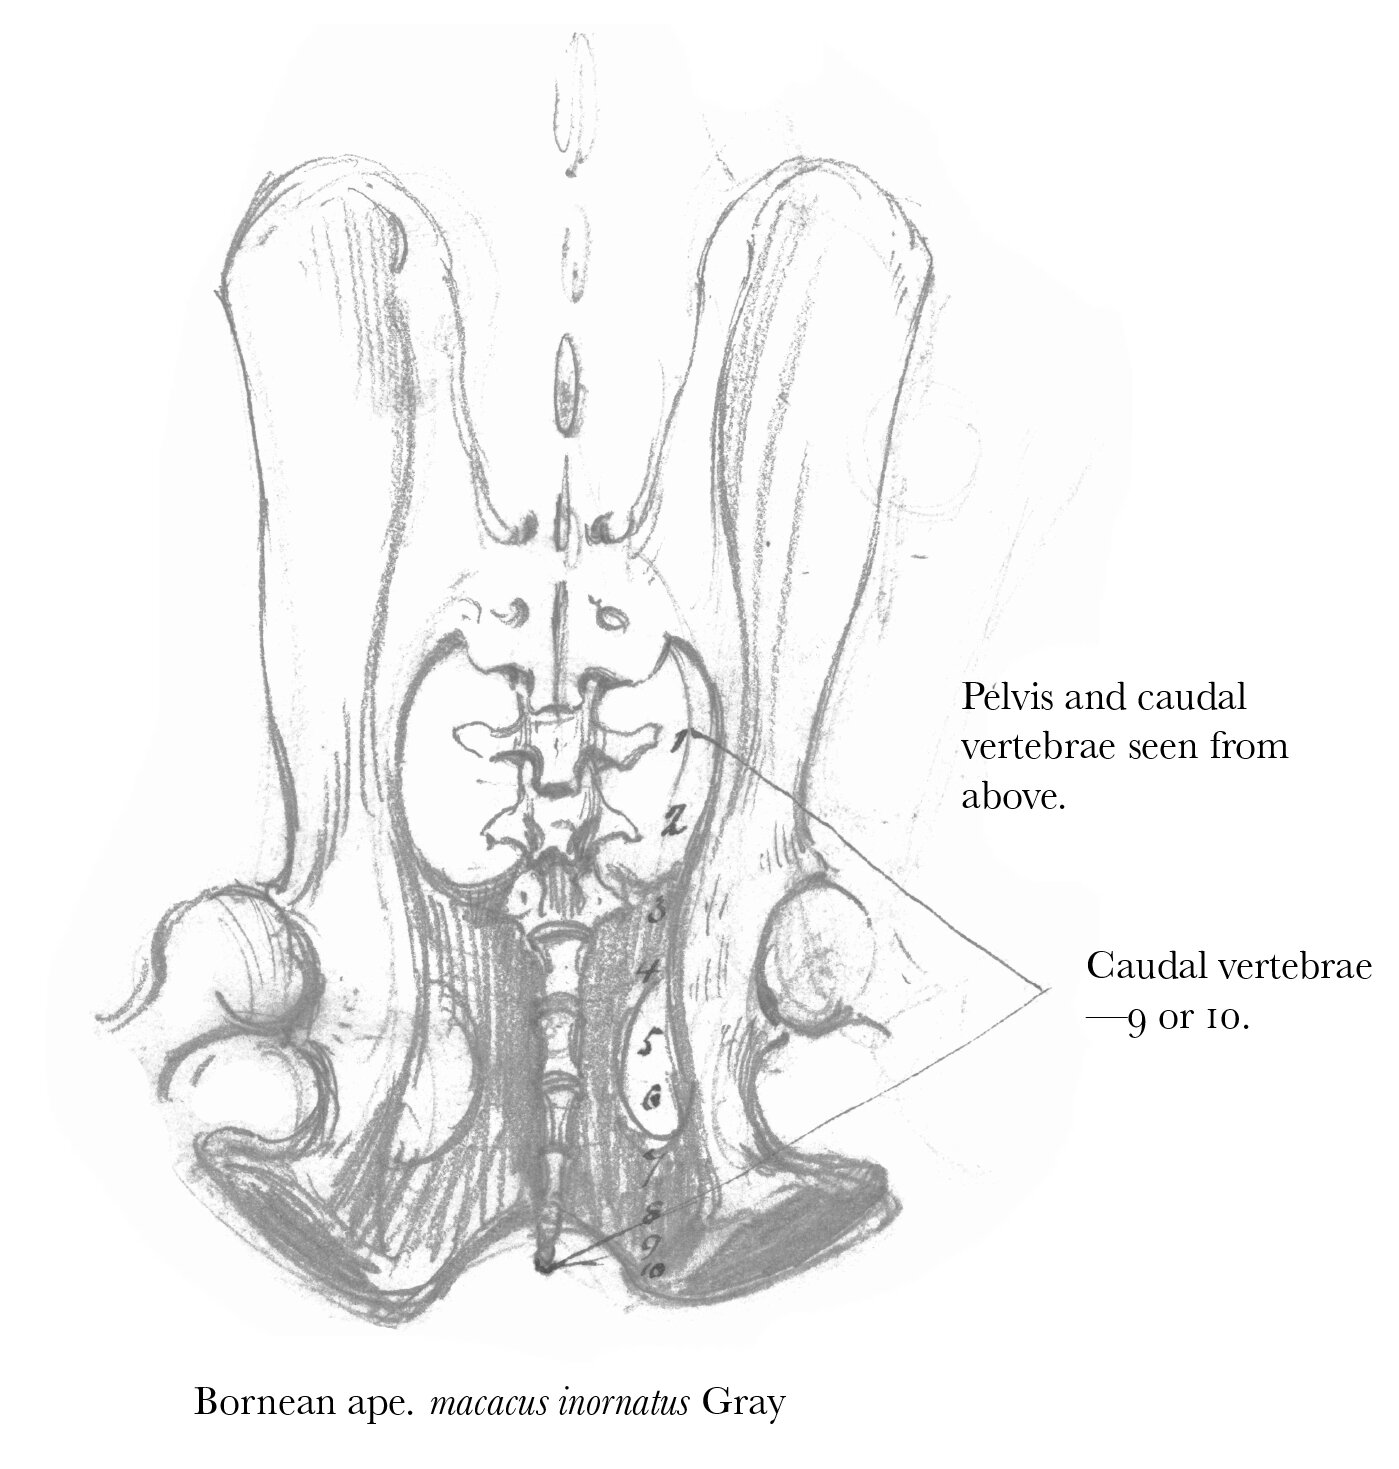 1
2
Pelvis and caudal
vertebrae seen from
above.
3
4
Caudal vertebrae
—9 or 10.
5
6
7
8
9
10
Bornean ape. macacus inornatus Gray